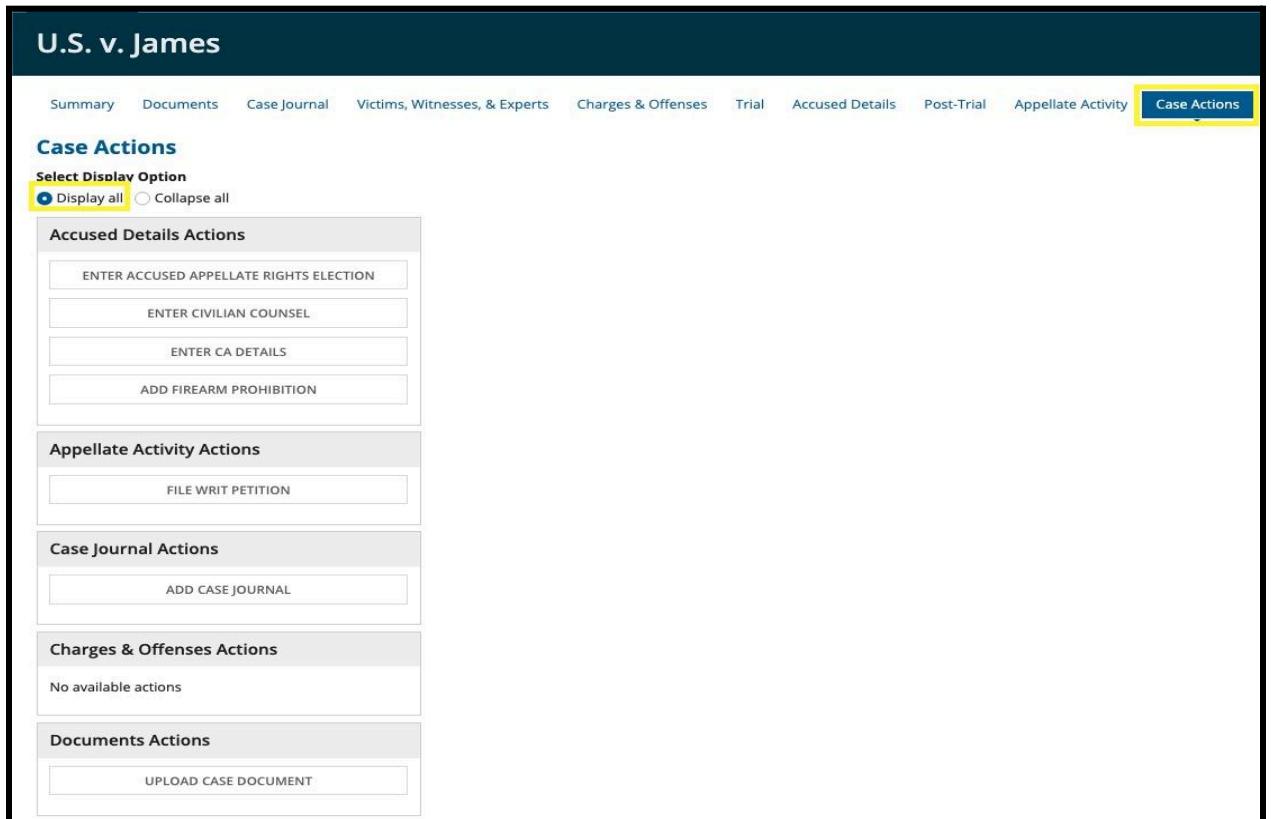 U.S. v. James
Summary Documents Case Journal Victims, Witnesses, & Experts Charges & Offenses Trial Accused Details Post-Trial Appellate Activity Case Actions
Case Actions
Select Display Option
Display all Collapse all
Accused Details Actions
ENTER ACCUSED APPELLATE RIGHTS ELECTION
ENTER CIVILIAN COUNSEL
ENTER CA DETAILS
ADD FIREARM PROHIBITION
Appellate Activity Actions
FILE WRIT PETITION
Case Journal Actions
ADD CASE JOURNAL
Charges & Offenses Actions
No available actions
Documents Actions
UPLOAD CASE DOCUMENT